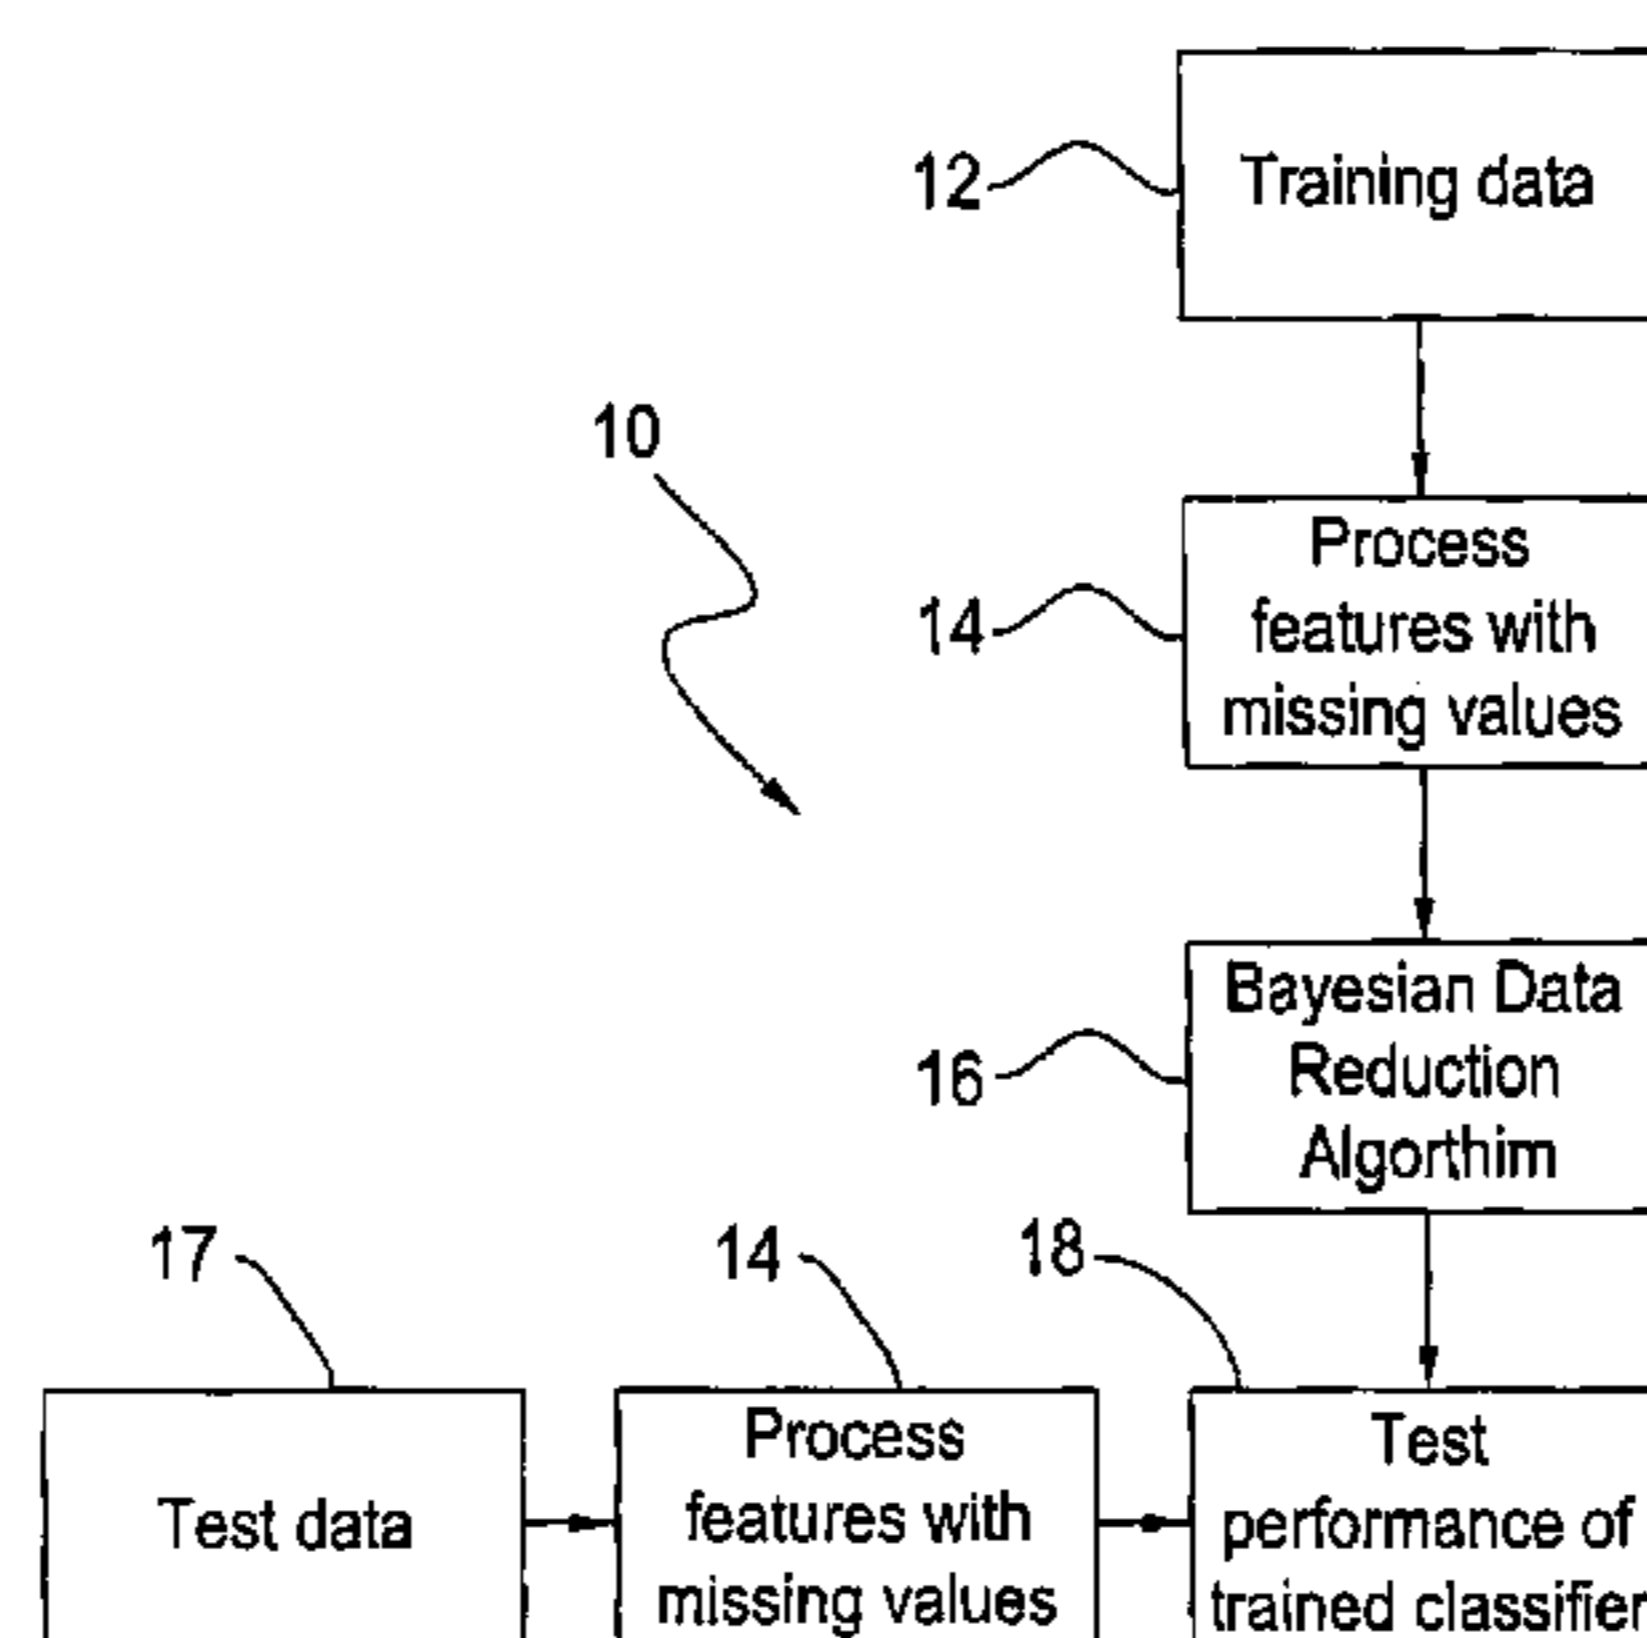 12
Training data
10
14
Process
features with
missing values
16
Bayesian Data
Reduction
Algorthim
17
14
18
Test data
Process
features with
missing values
Test
performance of
trained classifier